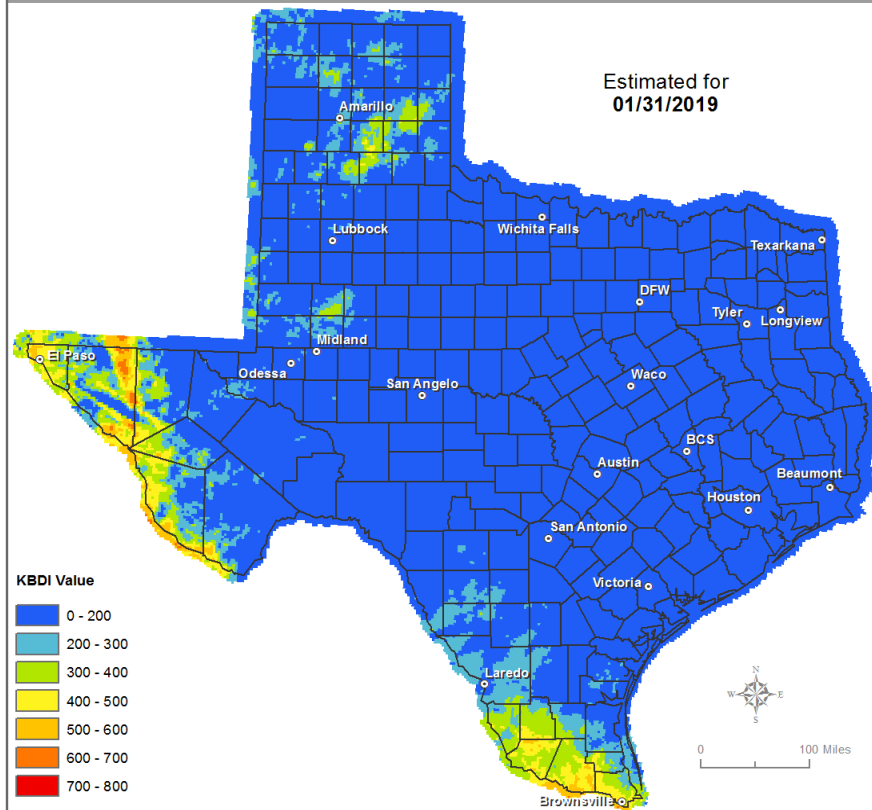 Estimated for
01/31/2019
Amarillo
Lubbock
Wichita Falls
Texarkana
DFW
Tyler
Longview
Midland
El Paso
Odessa
San Angelo
Waco
BCS
Austin
Beaumont
Houston
San Antonio
Victoria
Laredo
Brownsville
KBDI Value
0 - 200
200 - 300
300 - 400
400 - 500
500 - 600
600 - 700
700 - 800
N
W E
S
0 100 Miles